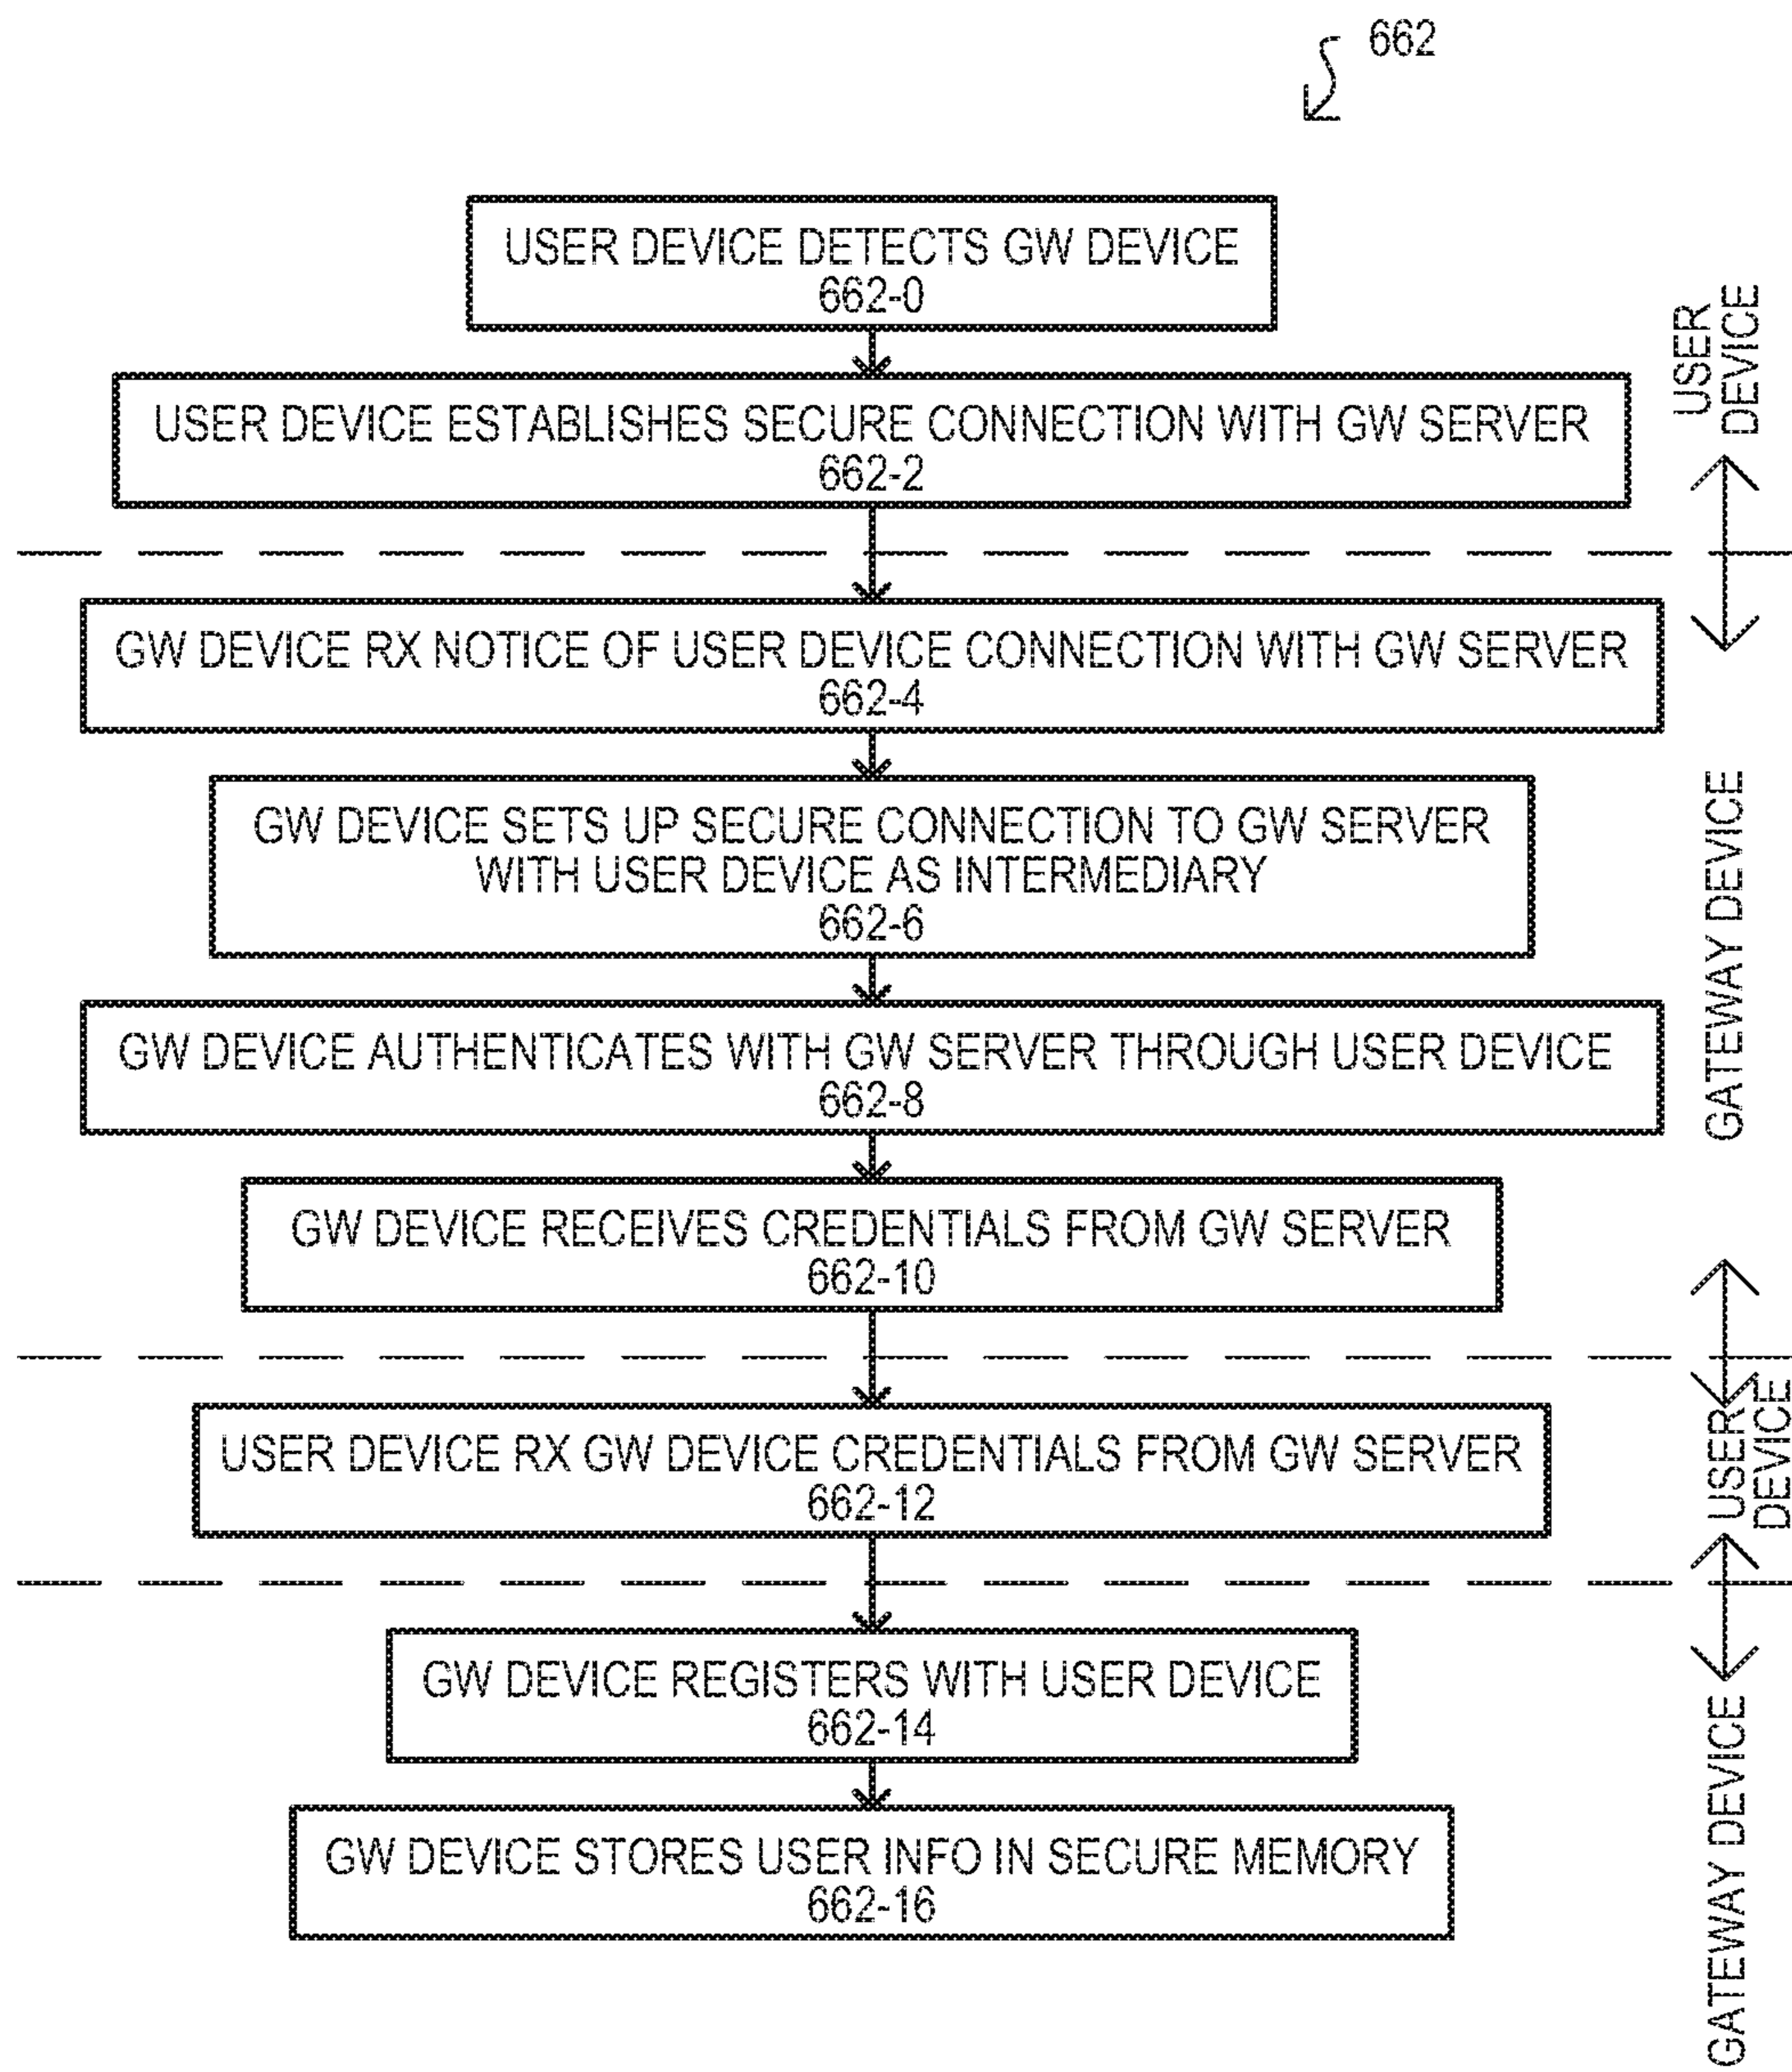 662
USER DEVICE DETECTS GW DEVICE
662-0
USER DEVICE ESTABLISHES SECURE CONNECTION WITH GW SERVER
662-2
USER
DEVICE
GW DEVICE RX NOTICE OF USER DEVICE CONNECTION WITH GW SERVER
662-4
GW DEVICE SETS UP SECURE CONNECTION TO GW SERVER
WITH USER DEVICE AS INTERMEDIARY
662-6
GW DEVICE AUTHENTICATES WITH GW SERVER THROUGH USER DEVICE
662-8
GW DEVICE RECEIVES CREDENTIALS FROM GW SERVER
662-10
GATEWAY DEVICE
USER DEVICE RX GW DEVICE CREDENTIALS FROM GW SERVER
662-12
USER
DEVICE
GW DEVICE REGISTERS WITH USER DEVICE
662-14
GW DEVICE STORES USER INFO IN SECURE MEMORY
662-16
GATEWAY DEVICE